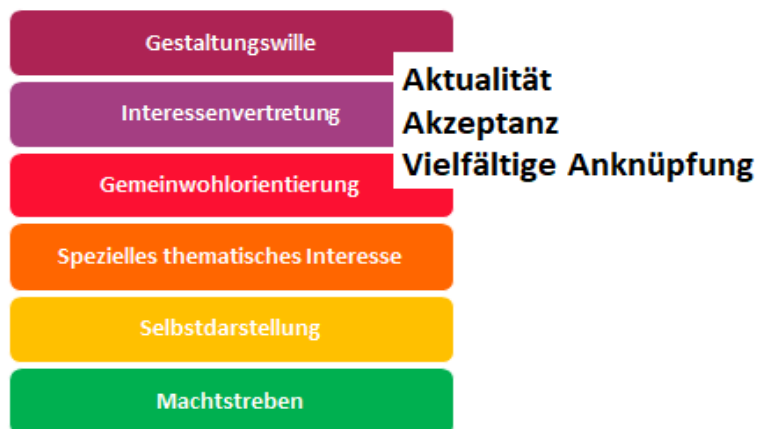 Gestaltungswille
Aktualität
Interessenvertretung
Akzeptanz
Vielfältige Anknüpfung
Gemeinwohlorientierung
Spezielles thematisches Interesse
Selbstdarstellung
Machtstreben